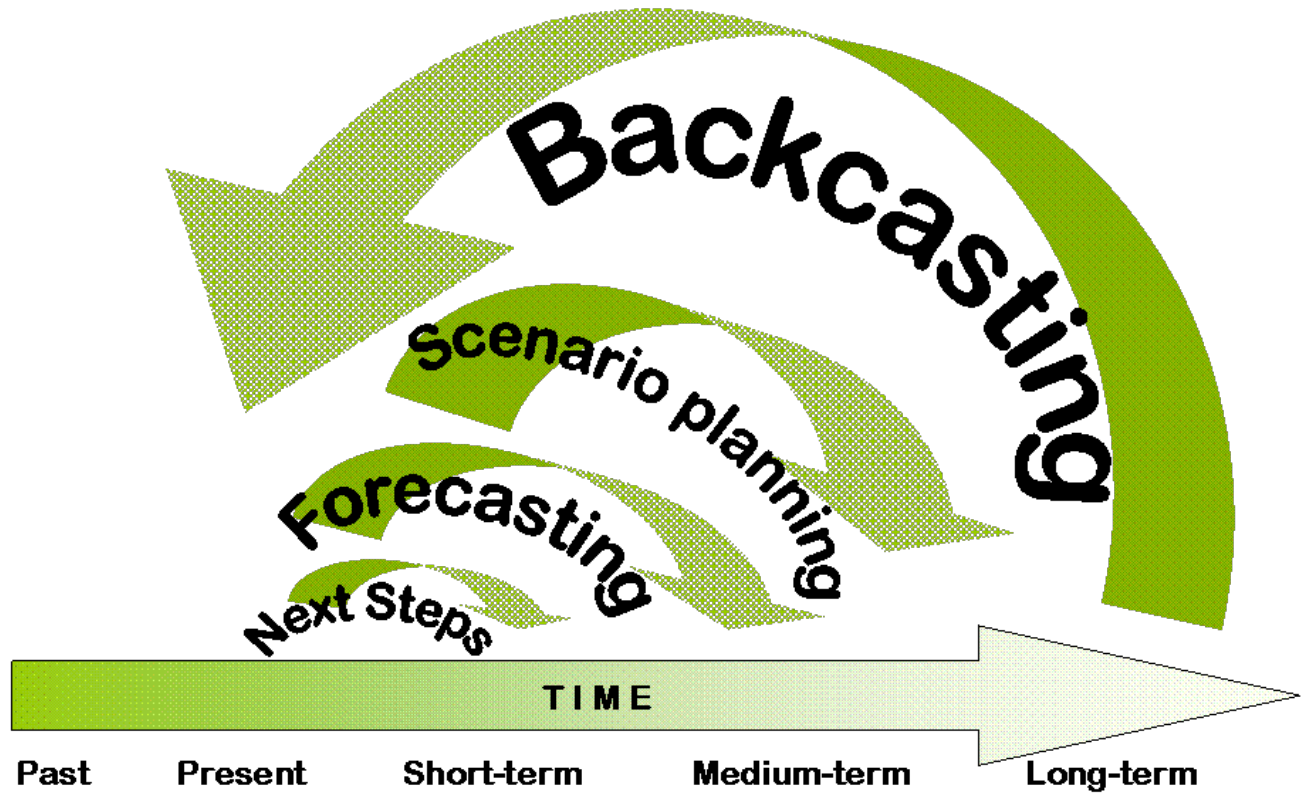 Backcasting
Scenario planning
Forecasting
Next Steps
TIME
Past Present Short-term Medium-term Long-term